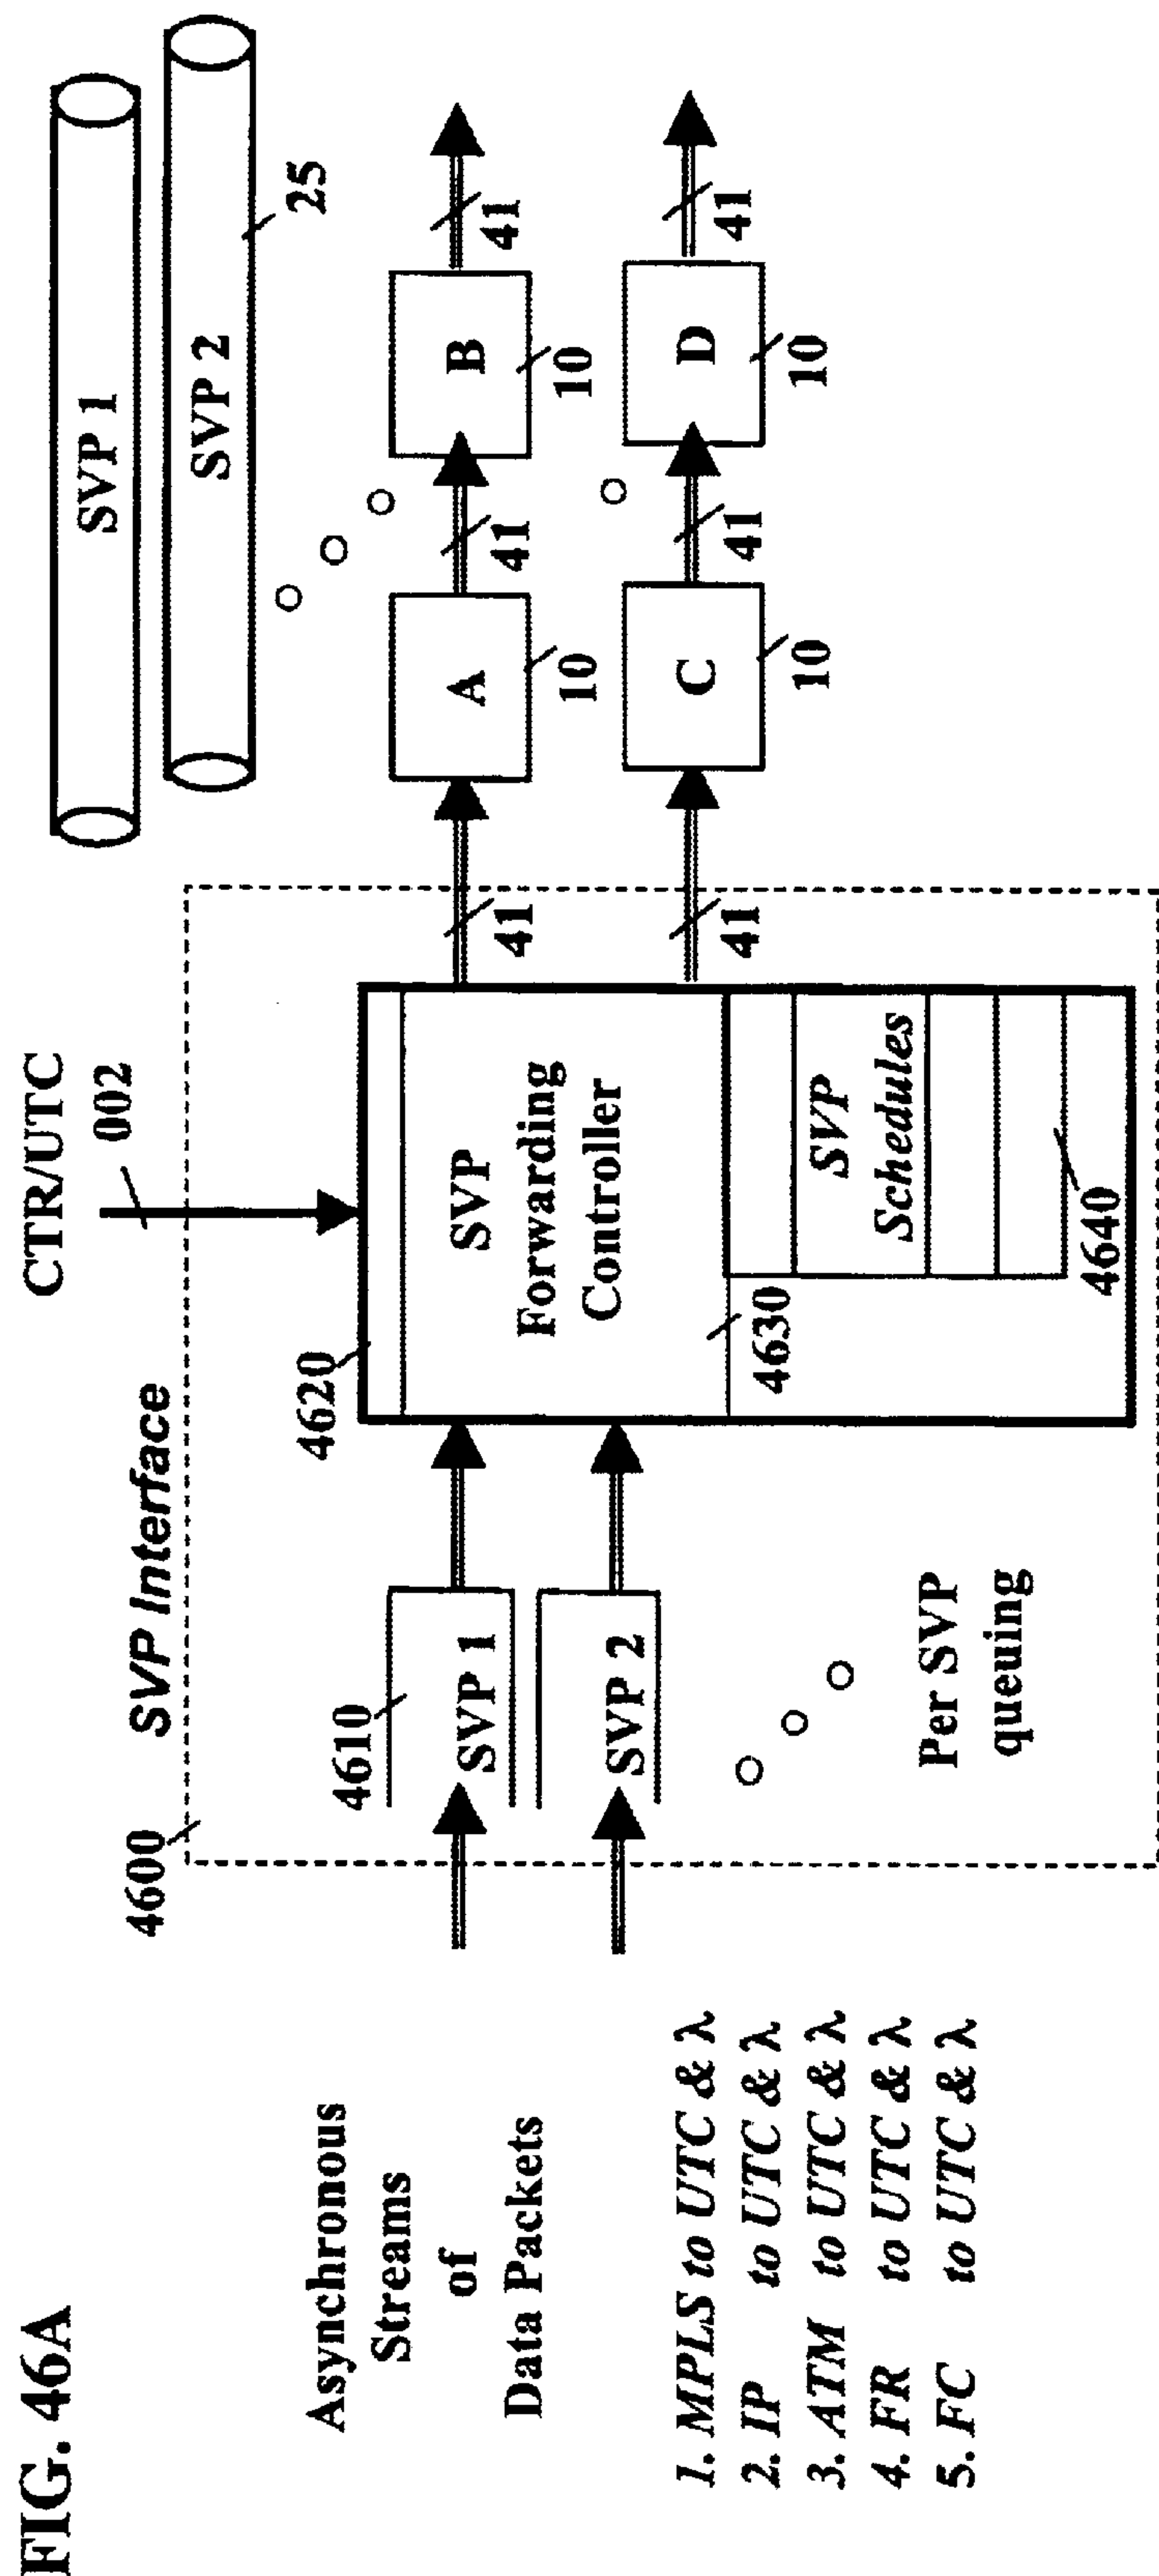 FIG. 46A
CTR/UTC
002
SVP 1
SVP 2
25
4600
SVP Interface
4620
4610
SVP 1
SVP 2
Per SVP
queuing
SVP
Forwarding
Controller
4630
SVP
Schedules
4640
41
A
10
41
B
10
41
41
C
10
41
D
10
41
Asynchronous
Streams
of
Data Packets
1. MPLS to UTC & λ
2. IP to UTC & λ
3. ATM to UTC & λ
4. FR to UTC & λ
5. FC to UTC & λ